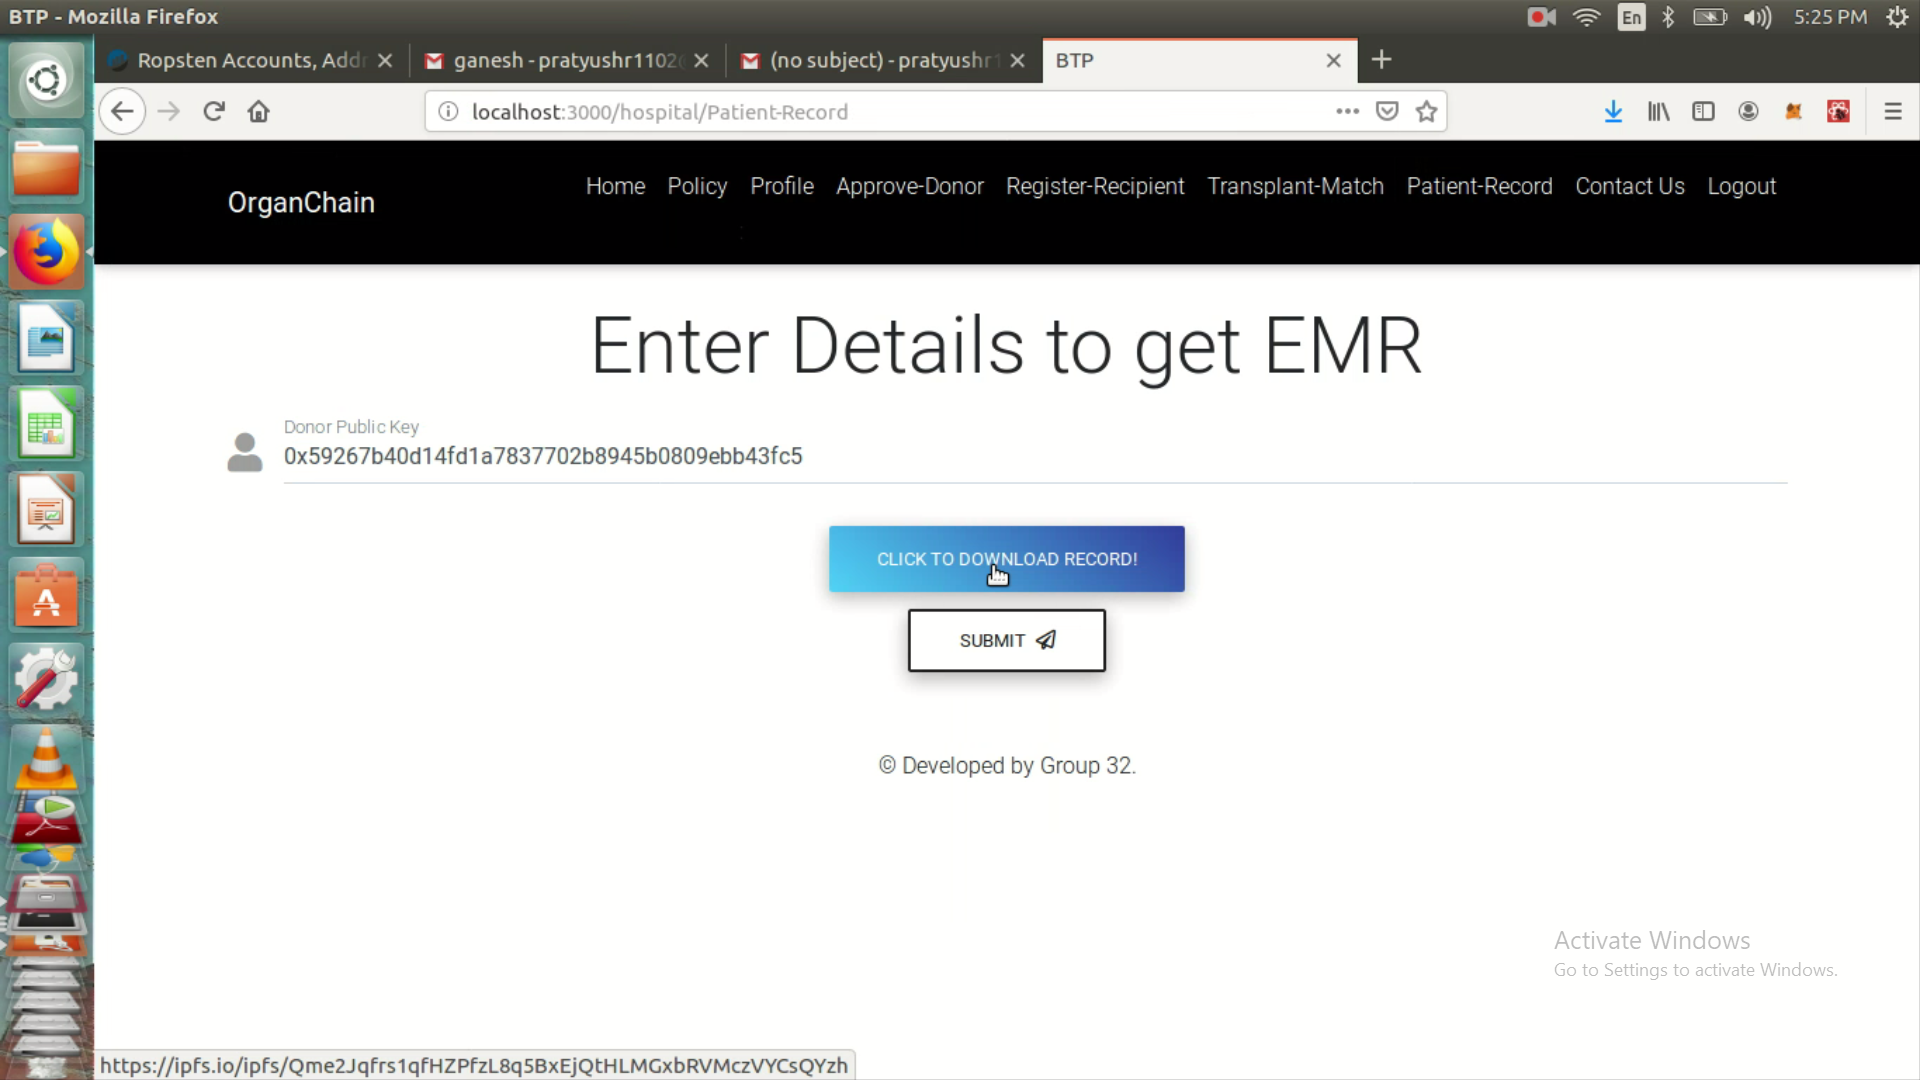 BTP - Mozilla Firefox
En
5:25 PM
Ropsten Accounts, Addr
ganesh - pratyushr1102
(no subject) - pratyushr1
BTP
localhost:3000/hospital/Patient-Record
OrganChain
Home
Policy
Profile
Approve-Donor
Register-Recipient
Transplant-Match
Patient-Record
Contact Us
Logout
Enter Details to get EMR
Donor Public Key
0x59267b40d14fd1a7837702b8945b0809ebb43fc5
CLICK TO DOWNLOAD RECORD!
SUBMIT
© Developed by Group 32.
Activate Windows
Go to Settings to activate Windows.
https://ipfs.io/ipfs/Qme2Jqfrs1qfHZPfzL8q5BxEjQtHLMGxbRVMczVYCsQYzh